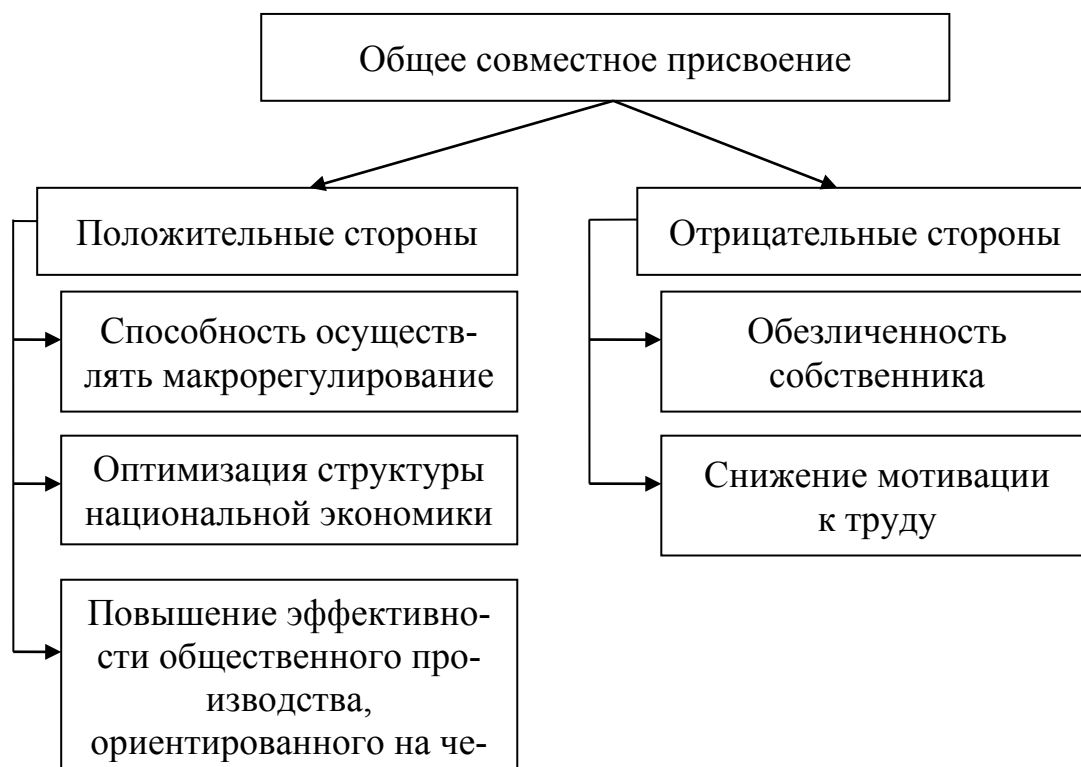 Общее совместное присвоение
Положительные стороны
Способность осуществ-
лять макрорегулирование
Оптимизация структуры
национальной экономики
Повышение эффективно-
сти общественного про-
изводства,
ориентированного на че-
Отрицательные стороны
Обезличенность
собственника
Снижение мотивации
к труду